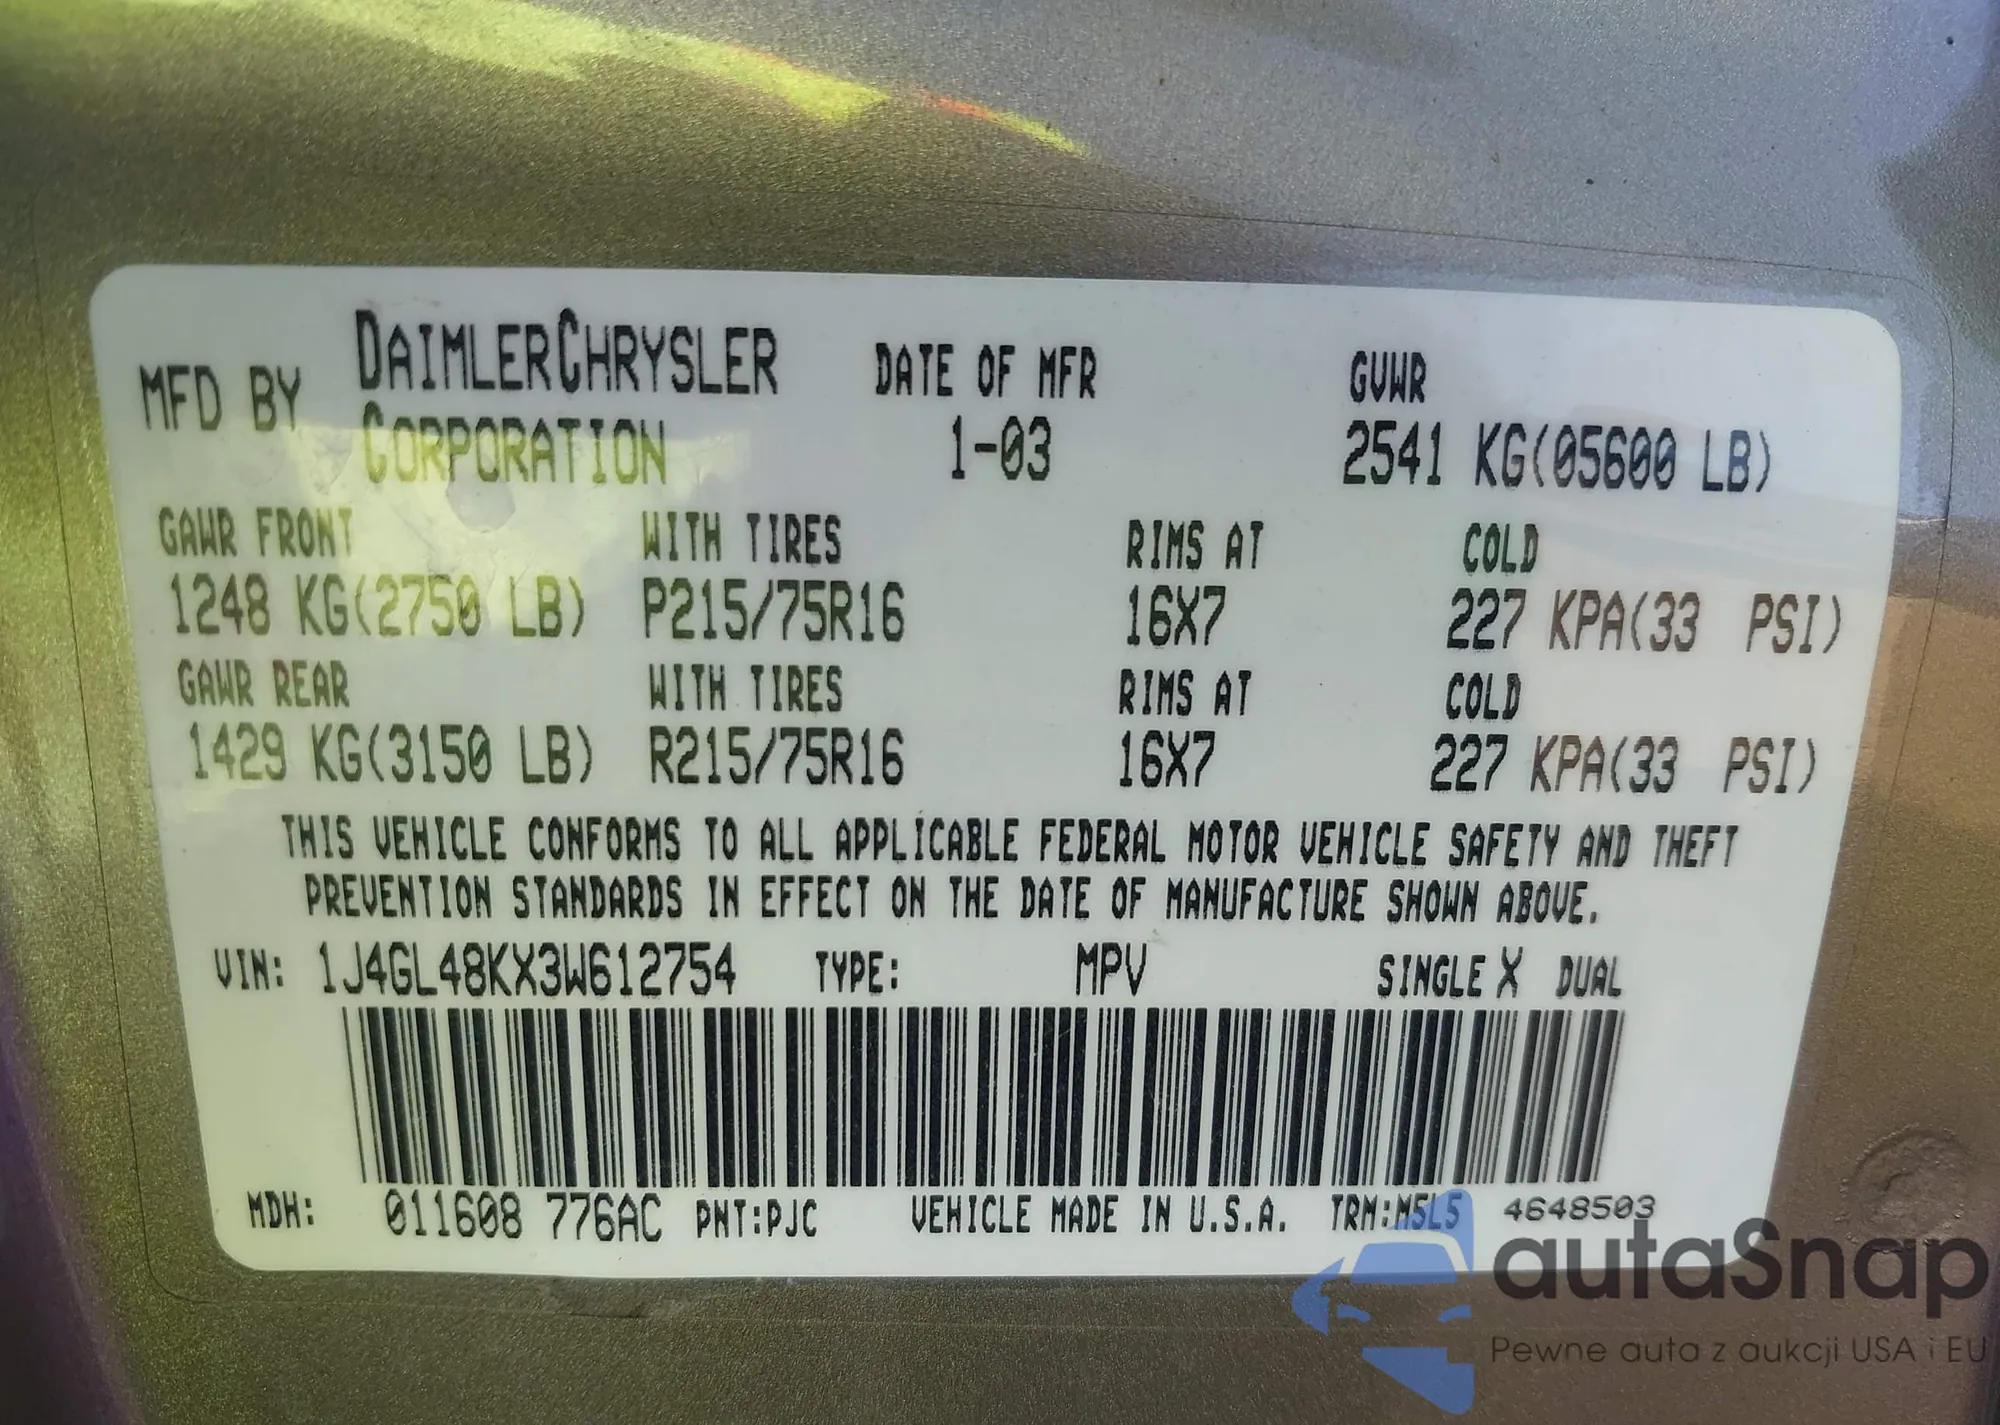 MFD BY DAIMLERCHRYSLER CORPORATION DATE OF MFR 1-03 GVWR 2541 KG(05600 LB)
GAWR FRONT WITH TIRES RIMS AT COLD
1248 KG(2750 LB) P215/75R16 16X7 227 KPA(33 PSI)
GAWR REAR WITH TIRES RIMS AT COLD
1429 KG(3150 LB) R215/75R16 16X7 227 KPA(33 PSI)
THIS VEHICLE CONFORMS TO ALL APPLICABLE FEDERAL MOTOR VEHICLE SAFETY AND THEFT
PREVENTION STANDARDS IN EFFECT ON THE DATE OF MANUFACTURE SHOWN ABOVE.
VIN: 1J4GL48KX3W612754 TYPE: MPV SINGLE X DUAL
MDH: 011608 776AC PNT:PJC VEHICLE MADE IN U.S.A. TRM:M5L5 4648503
autaSnap
Pewne auta z aukcji USA i EU